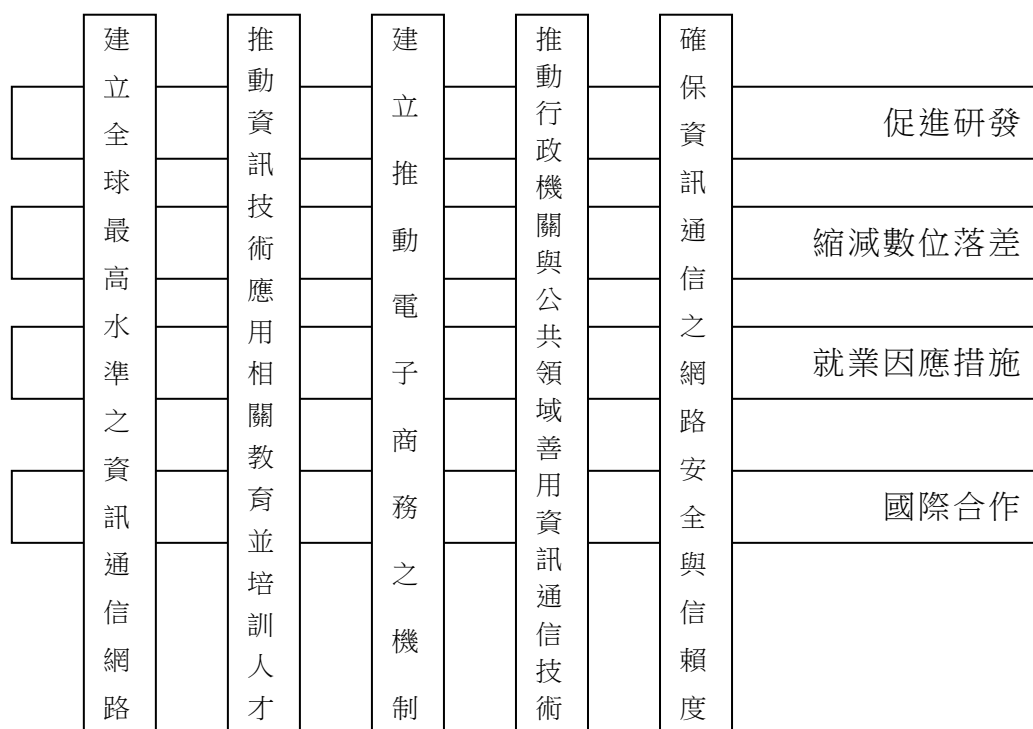 建立全球最高水準之資訊通信網路
推動資訊技術應用相關教育並培訓人才
建立推動電子商務之機制
推動行政機關與公共領域善用資訊通信技術
確保資訊通信之網路安全與信賴度
促進研發
縮減數位落差
就業因應措施
國際合作